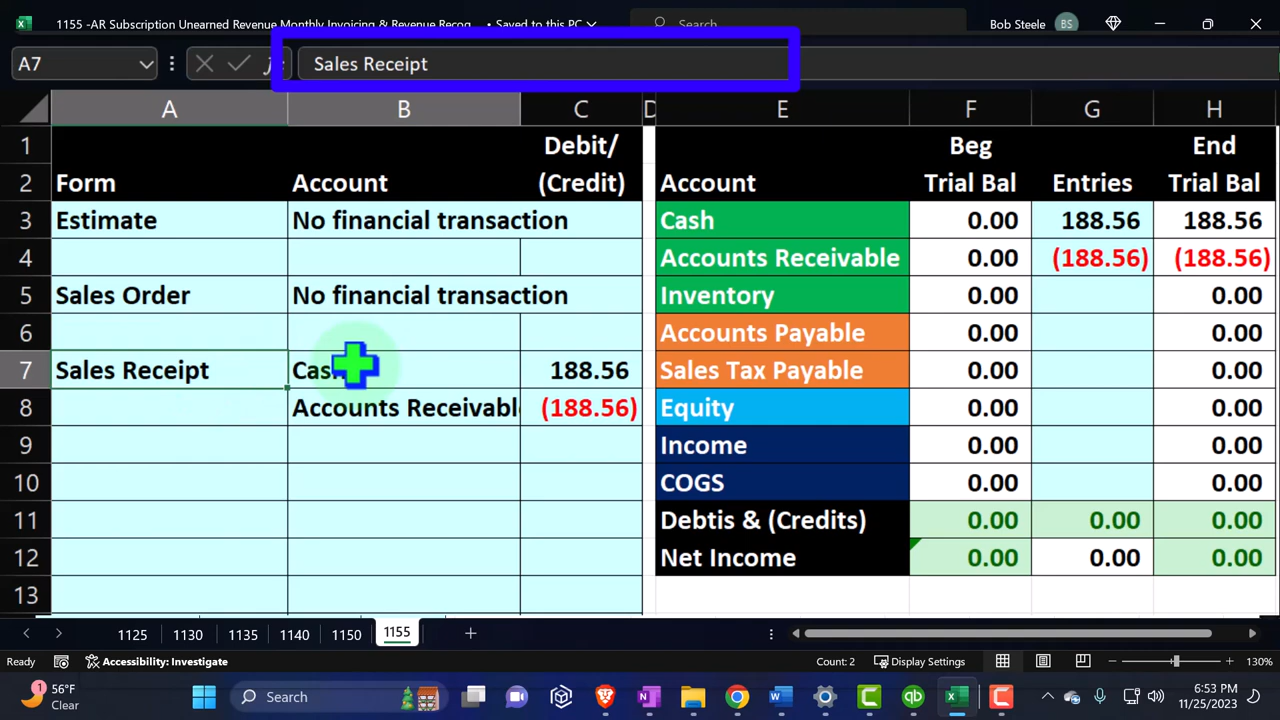 1155 -AR Subscription Unearned Revenue Monthly Invoicing & Revenue Recog... • Saved to this PC
Search
Bob Steele
BS
A7
Sales Receipt
A B C D E F G H
1 Debit/ Beg End
2 Form Account (Credit) Account Trial Bal Entries Trial Bal
3 Estimate No financial transaction Cash 0.00 188.56 188.56
4 Accounts Receivable 0.00 (188.56) (188.56)
5 Sales Order No financial transaction Inventory 0.00 0.00
6 Accounts Payable 0.00 0.00
7 Sales Receipt Cash 188.56 Sales Tax Payable 0.00 0.00
8 Accounts Receivabl (188.56) Equity 0.00 0.00
9 Income 0.00 0.00
10 COGS 0.00 0.00
11 Debtis & (Credits) 0.00 0.00 0.00
12 Net Income 0.00 0.00 0.00
13
1125 1130 1135 1140 1150 1155
Ready Accessibility: Investigate Count: 2 Display Settings 130%
1 56°F
Clear
Search
6:53 PM
11/25/2023